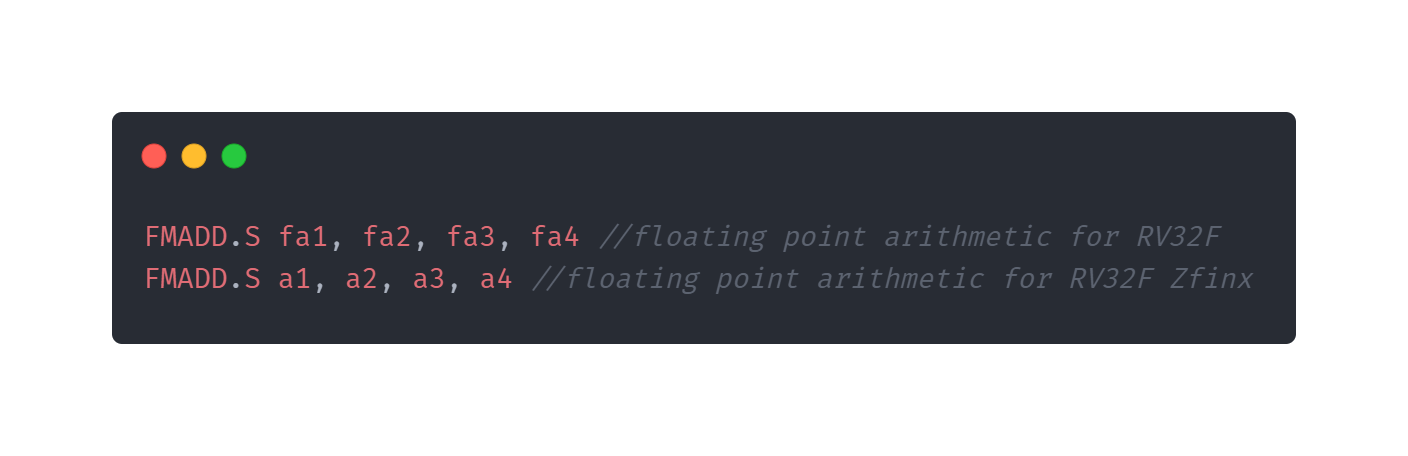 FMADD.S fa1, fa2, fa3, fa4 //floating point arithmetic for RV32F
FMADD.S a1, a2, a3, a4 //floating point arithmetic for RV32F Zfinx